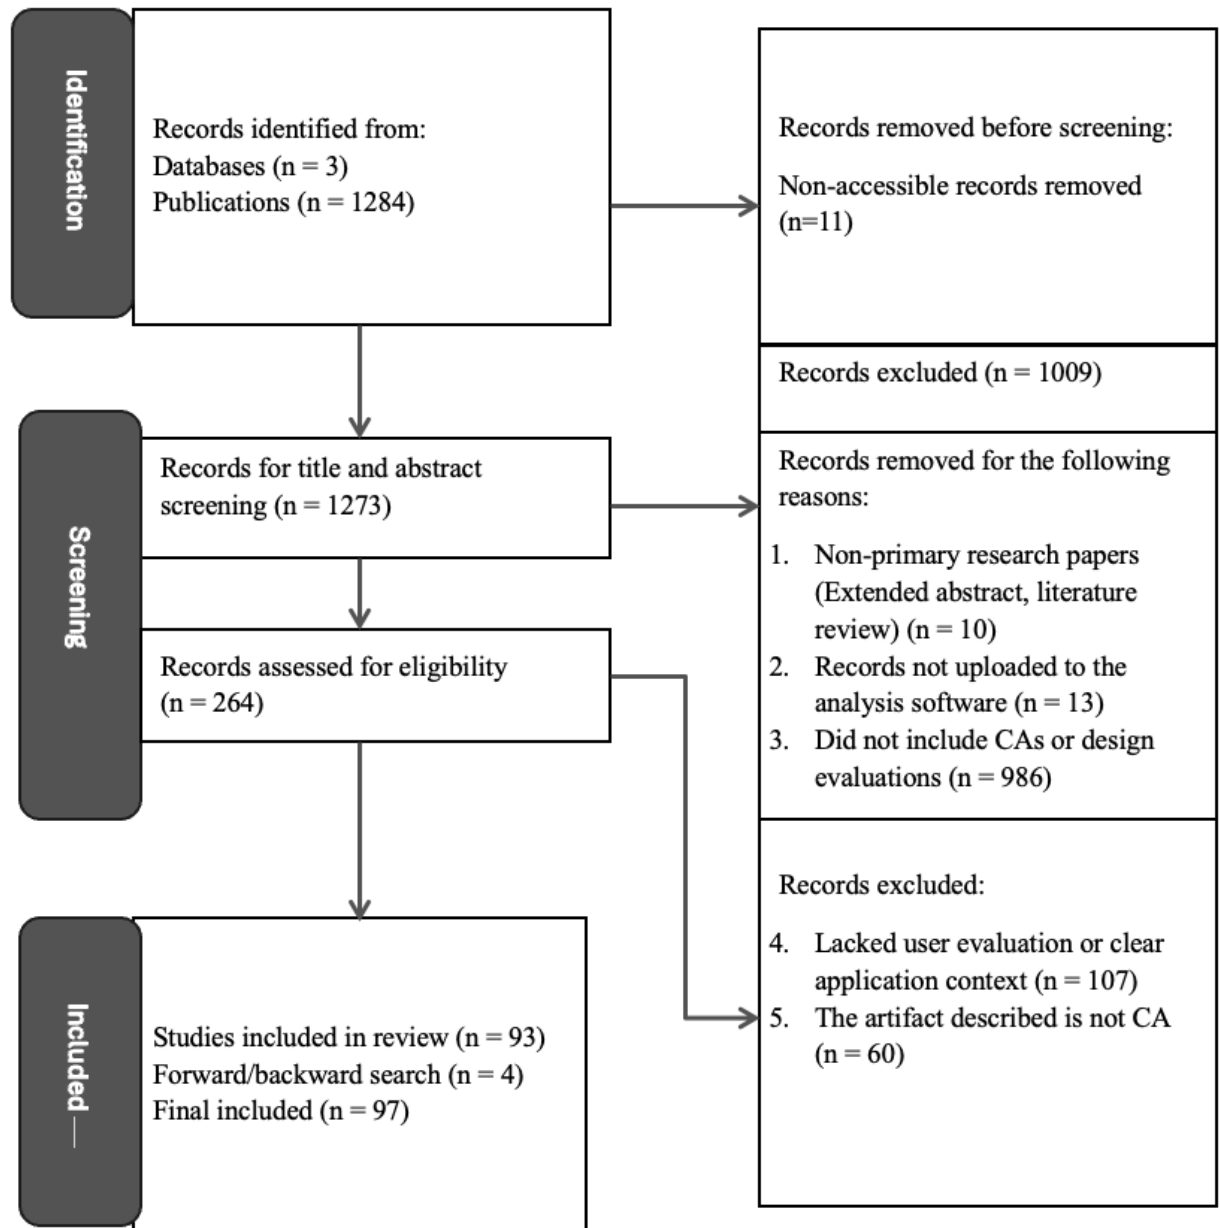 Identification
Records identified from:
Databases (n = 3)
Publications (n = 1284)
Records removed before screening:
Non-accessible records removed
(n=11)
Records excluded (n = 1009)
Screening
Records for title and abstract
screening (n = 1273)
Records removed for the following
reasons:
1. Non-primary research papers
(Extended abstract, literature
review) (n = 10)
2. Records not uploaded to the
analysis software (n = 13)
3. Did not include CAs or design
evaluations (n = 986)
Records assessed for eligibility
(n = 264)
Records excluded:
4. Lacked user evaluation or clear
application context (n = 107)
5. The artifact described is not CA
(n = 60)
Included
Studies included in review (n = 93)
Forward/backward search (n = 4)
Final included (n = 97)